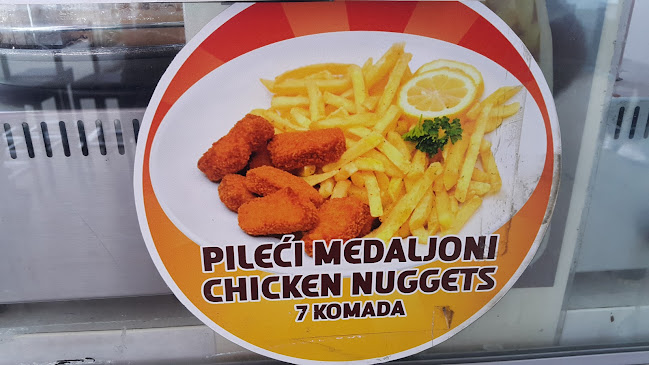 PILEĆI MEDALJONI
CHICKEN NUGGETS
7 KOMADA